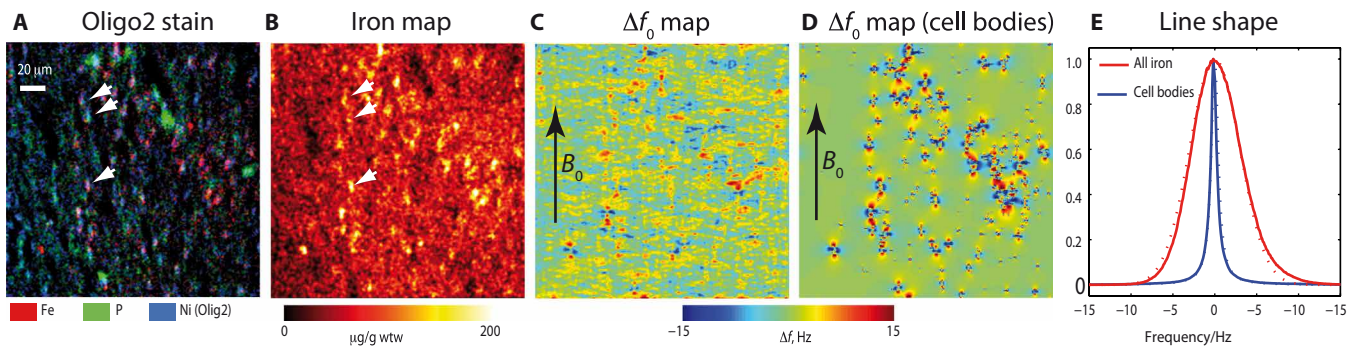 A Oligo2 stain
20 μm
Fe P Ni (Olig2)
B Iron map
0 200
μg/g wtw
C Δf0 map
B0
D Δf0 map (cell bodies)
B0
−15 15
Δf, Hz
E Line shape
All iron
Cell bodies
1.0
0.8
0.6
0.4
0.2
0
−15 10 −5 0 −5 −10 −15
Frequency/Hz